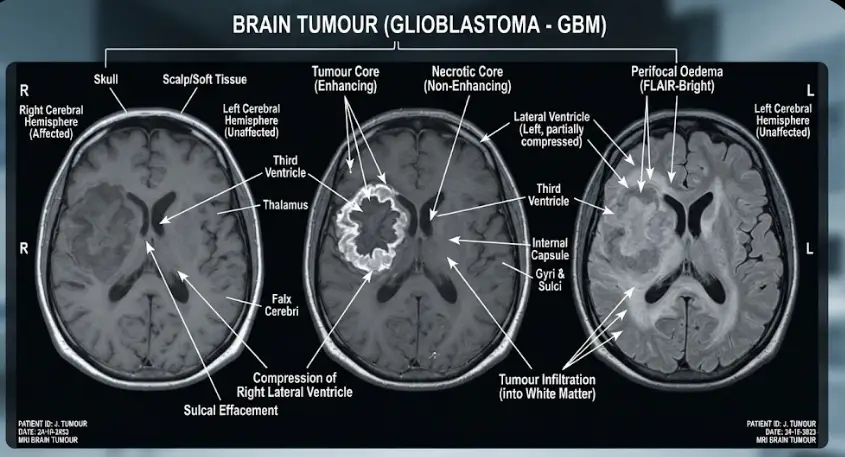 BRAIN TUMOUR (GLIOBLASTOMA - GBM)
Skull
Scalp/Soft Tissue
Tumour Core
(Enhancing)
Necrotic Core
(Non-Enhancing)
Perifocal Oedema
(FLAIR-Bright)
R
L
Right Cerebral
Hemisphere
(Affected)
Left Cerebral
Hemisphere
(Unaffected)
Lateral Ventricle
(Left, partially
compressed)
Left Cerebral
Hemisphere
(Unaffected)
Third
Ventricle
Thalamus
Third
Ventricle
R
Internal
Capsule
L
Gyri &
Sulci
Falx
Cerebri
Compression of
Right Lateral Ventricle
Sulcal Effacement
Tumour Infiltration
(into White Matter)
PATIENT ID: J. TUMOUR
DATE:
MRI BRAIN TUMOUR
PATIENT ID: J. TUMOUR
DATE:
MRI BRAIN TUMOUR